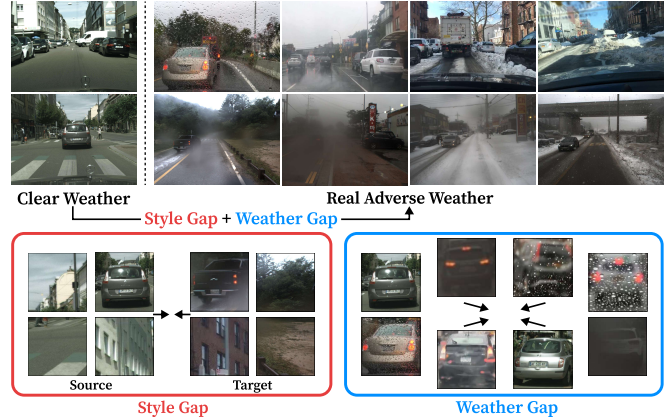 Clear Weather
Real Adverse Weather
Style Gap + Weather Gap
Source
Target
Style Gap
Weather Gap